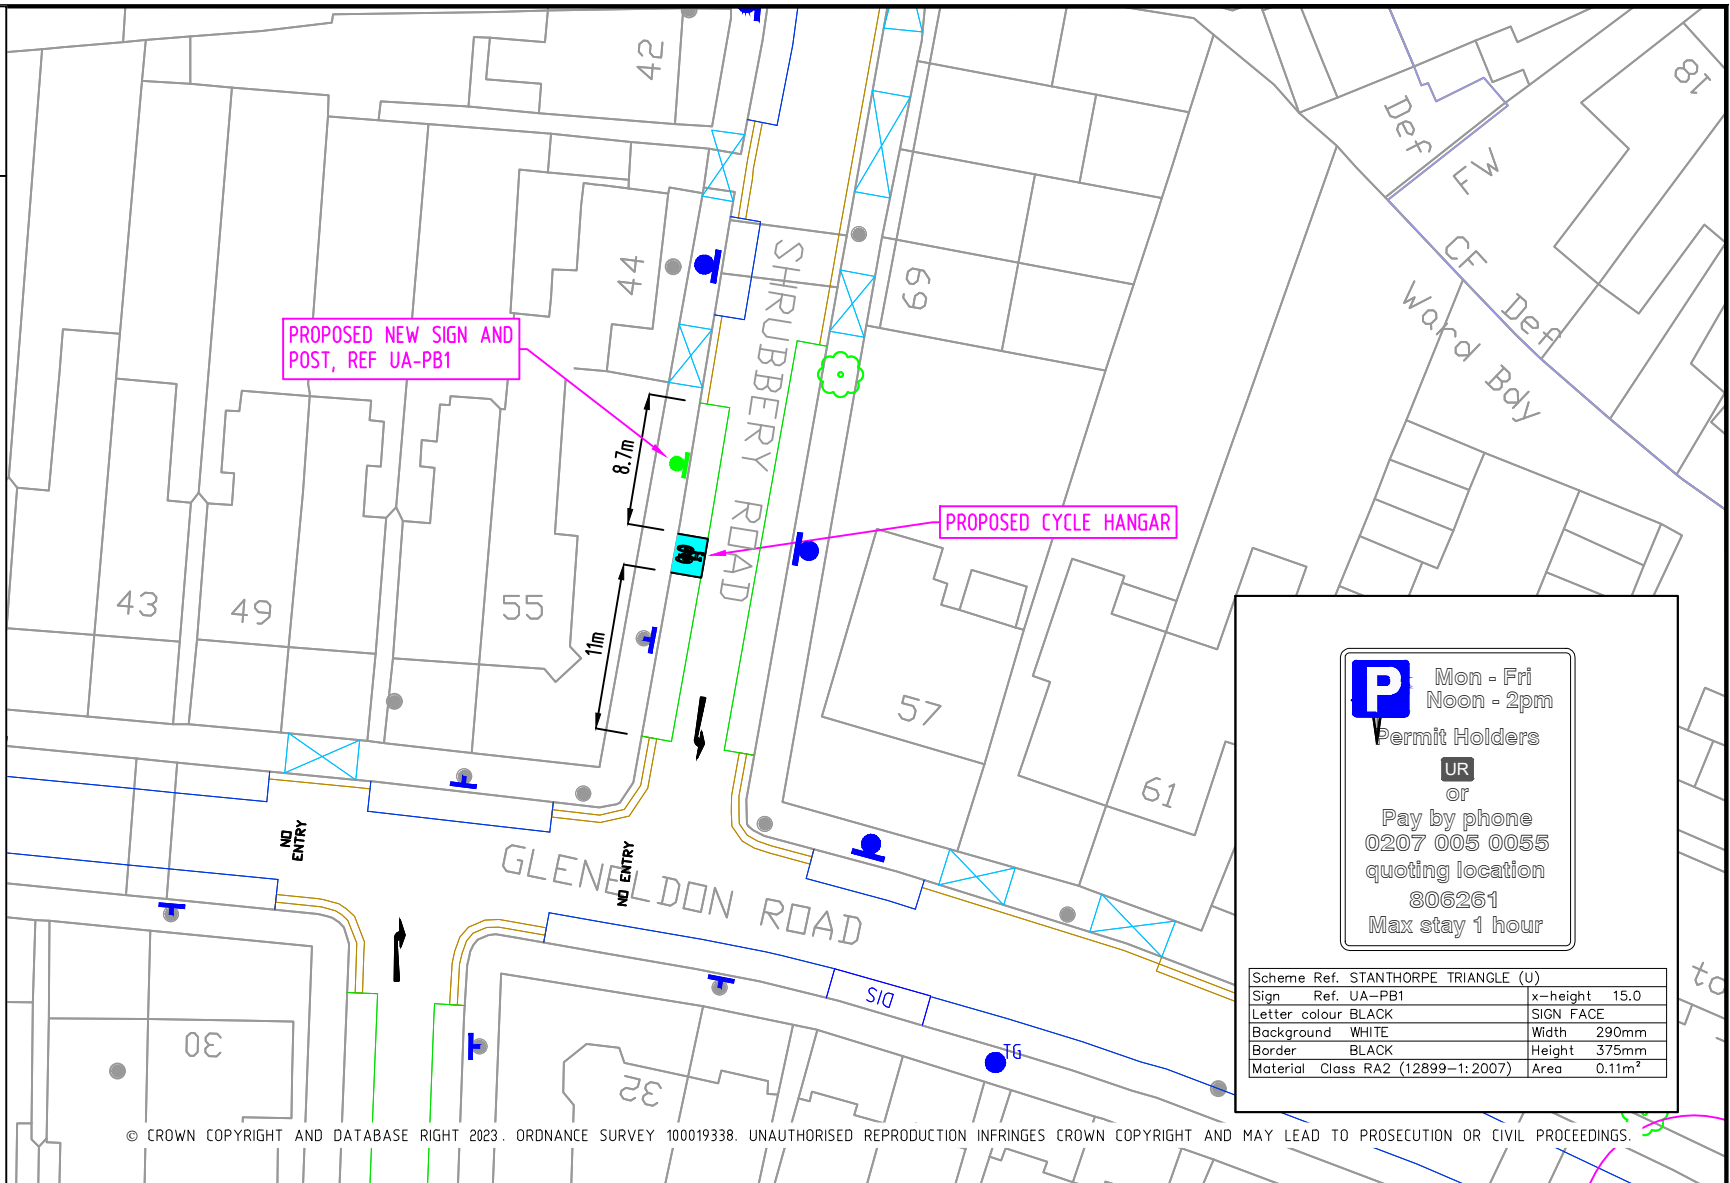 42
18
Def
FW
CF
Def
Ward Bdy
44
69
SHRUBBERY ROAD
PROPOSED NEW SIGN AND
POST, REF UA-PB1
8.7m
PROPOSED CYCLE HANGAR
11m
43
49
55
57
61
NO
ENTRY
NO ENTRY
GLENELDON ROAD
DIS
TG
30
32
to
P
Mon - Fri
Noon - 2pm
Permit Holders
UR
or
Pay by phone
0207 005 0055
quoting location
806261
Max stay 1 hour
Scheme Ref. STANTHORPE TRIANGLE (U)
Sign Ref. UA-PB1 x-height 15.0
Letter colour BLACK SIGN FACE
Background WHITE Width 290mm
Border BLACK Height 375mm
Material Class RA2 (12899-1:2007) Area 0.11m²
© CROWN COPYRIGHT AND DATABASE RIGHT 2023. ORDNANCE SURVEY 100019338. UNAUTHORISED REPRODUCTION INFRINGES CROWN COPYRIGHT AND MAY LEAD TO PROSECUTION OR CIVIL PROCEEDINGS.